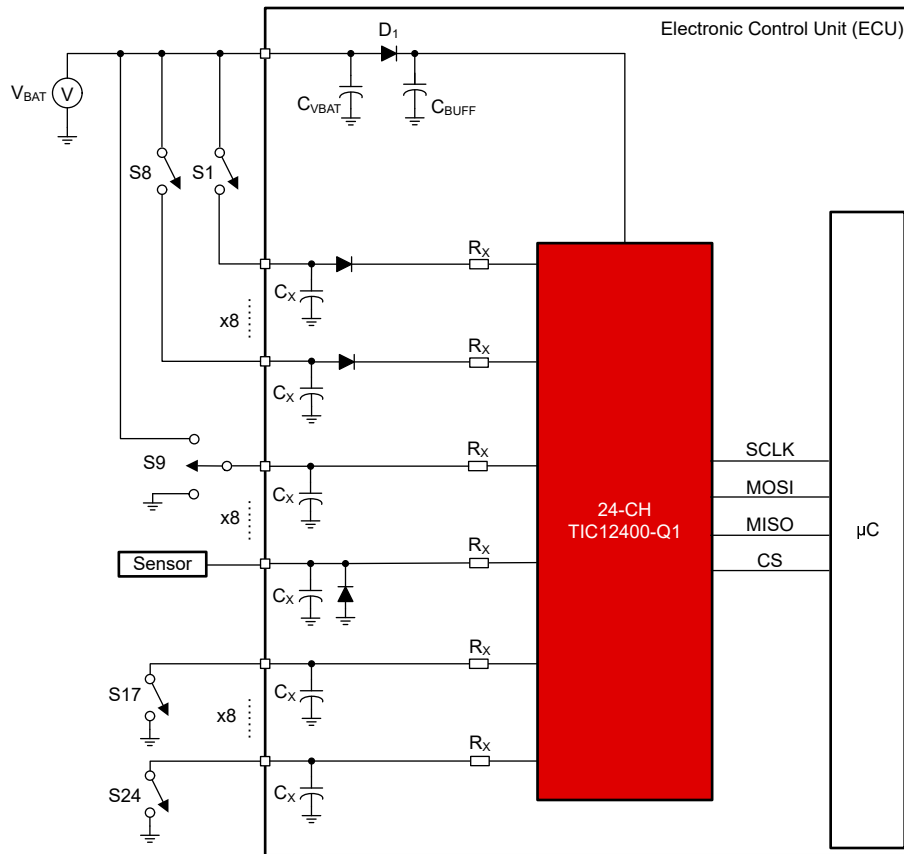 Electronic Control Unit (ECU)
D1
VBAT
V
CVBAT
CBUFF
S8
S1
RX
CX
x8
RX
CX
S9
RX
CX
x8
24-CH
TIC12400-Q1
SCLK
MOSI
MISO
CS
µC
Sensor
RX
CX
S17
RX
CX
x8
S24
RX
CX